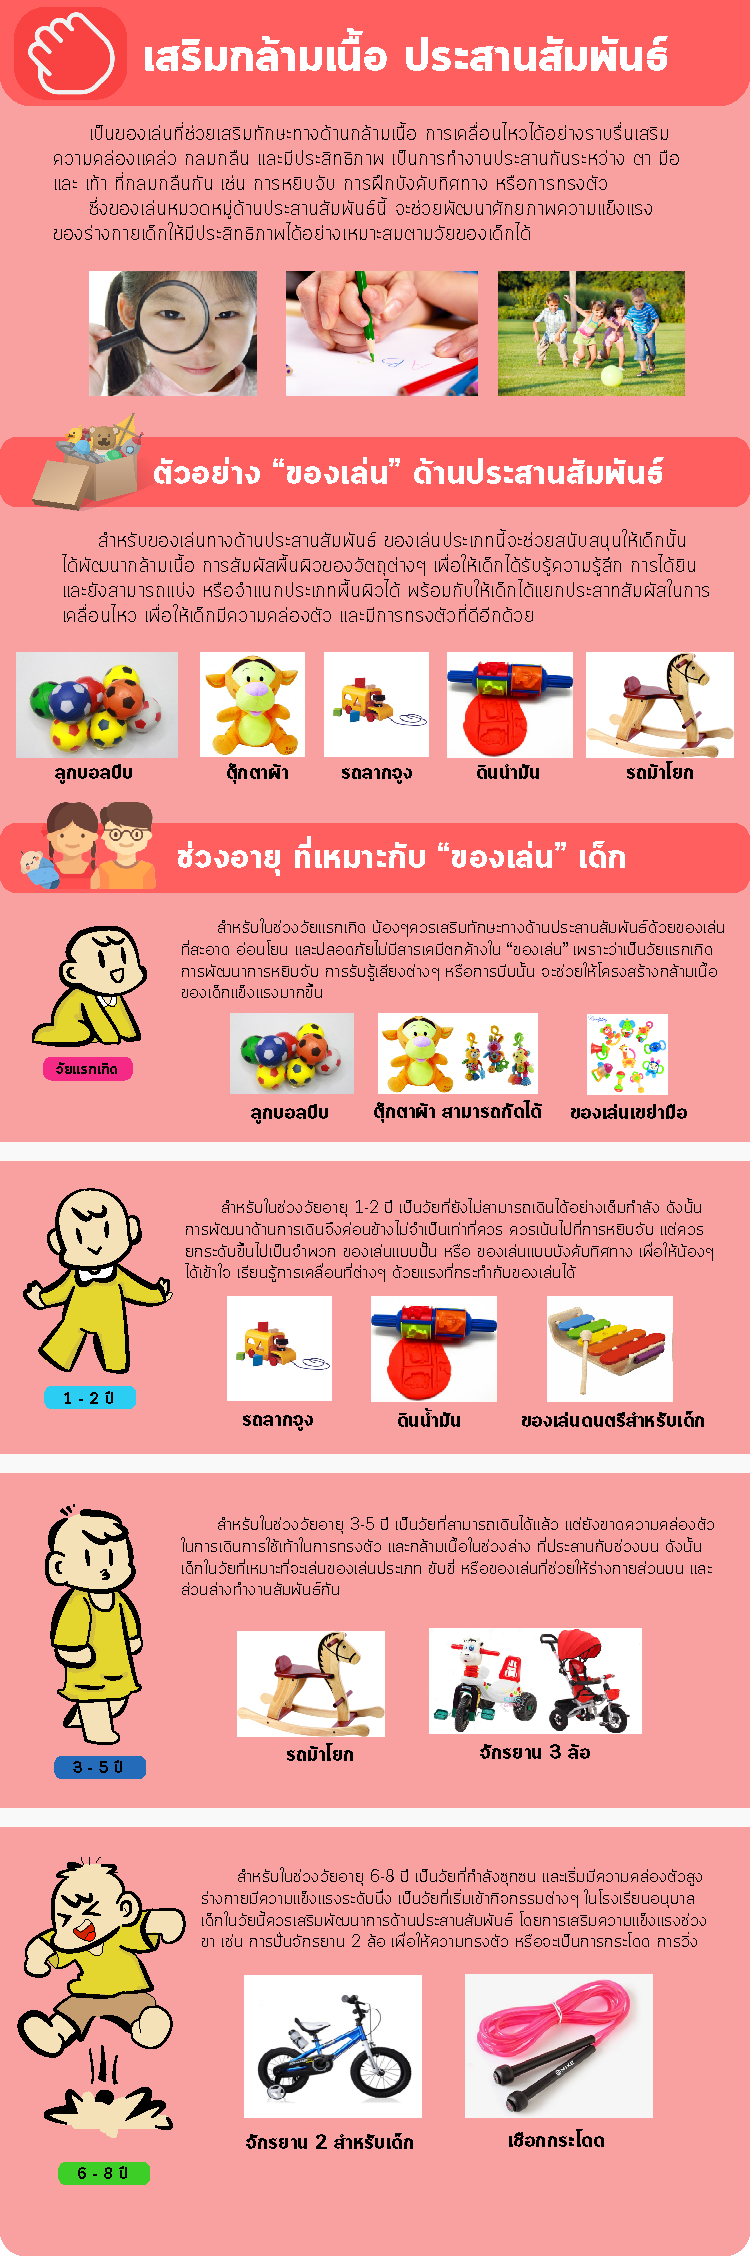 เสริมกล้ามเนื้อ ประสานสัมพันธ์
เป็นของเล่นที่ช่วยเสริมทักษะทางด้านกล้ามเนื้อ การเคลื่อนไหวได้อย่างราบรื่นเสริม
ความคล่องแคล่ว กลมกลืน และมีประสิทธิภาพ เป็นการทำงานประสานกันระหว่าง ตา มือ
และ เท้า ที่กลมกลืนกัน เช่น การหยิบจับ การฝึกบังคับทิศทาง หรือการทรงตัว
ซึ่งของเล่นหมวดหมู่ด้านประสานสัมพันธ์นี้ จะช่วยพัฒนาศักยภาพความแข็งแรง
ของร่างกายเด็กให้มีประสิทธิภาพได้อย่างเหมาะสมตามวัยของเด็กได้
ตัวอย่าง “ของเล่น” ด้านประสานสัมพันธ์
สำหรับของเล่นทางด้านประสานสัมพันธ์ ของเล่นประเภทนี้จะช่วยสนับสนุนให้เด็กนั้น
ได้พัฒนากล้ามเนื้อ การสัมผัสพื้นผิวของวัตถุต่างๆ เพื่อให้เด็กได้รับรู้ความรู้สึก การได้ยิน
และยังสามารถแบ่ง หรือจำแนกประเภทพื้นผิวได้ พร้อมกับให้เด็กได้แยกประสาทสัมผัสในการ
เคลื่อนไหว เพื่อให้เด็กมีความคล่องตัว และมีการทรงตัวที่ดีอีกด้วย
ลูกบอลบีบ ตุ๊กตาผ้า รถลากจูง ดินน้ำมัน รถม้าโยก
ช่วงอายุ ที่เหมาะกับ “ของเล่น” เด็ก
สำหรับในช่วงวัยแรกเกิด น้องๆควรเสริมทักษะทางด้านประสานสัมพันธ์ด้วยของเล่น
ที่สะอาด อ่อนโยน และปลอดภัยไม่มีสารเคมีตกค้างใน “ของเล่น” เพราะว่าเป็นวัยแรกเกิด
การพัฒนาการหยิบจับ การรับรู้เสียงต่างๆ หรือการบีบนั้น จะช่วยให้โครงสร้างกล้ามเนื้อ
ของเด็กแข็งแรงมากขึ้น
วัยแรกเกิด
ลูกบอลบีบ ตุ๊กตาผ้า สามารถกัดได้ ของเล่นเขย่ามือ
สำหรับในช่วงวัยอายุ 1-2 ปี เป็นวัยที่ยังไม่สามารถเดินได้อย่างเต็มกำลัง ดังนั้น
การพัฒนาด้านการเดินจึงค่อนข้างไม่จำเป็นเท่าที่ควร ควรเน้นไปที่การหยิบจับ แต่ควร
ยกระดับขึ้นไปเป็นจำพวก ของเล่นแบบปั้น หรือ ของเล่นแบบบังคับทิศทาง เพื่อให้น้องๆ
ได้เข้าใจ เรียนรู้การเคลื่อนที่ต่างๆ ด้วยแรงที่กระทำกับของเล่นได้
1 - 2 ปี
รถลากจูง ดินน้ำมัน ของเล่นดนตรีสำหรับเด็ก
สำหรับในช่วงวัยอายุ 3-5 ปี เป็นวัยที่สามารถเดินได้แล้ว แต่ยังขาดความคล่องตัว
ในการเดินการใช้เท้าในการทรงตัว และกล้ามเนื้อในช่วงล่าง ที่ประสานกับช่วงบน ดังนั้น
เด็กในวัยที่เหมาะที่จะเล่นของเล่นประเภท ขับขี่ หรือของเล่นที่ช่วยให้ร่างกายส่วนบน และ
ส่วนล่างทำงานสัมพันธ์กัน
3 - 5 ปี
รถม้าโยก จักรยาน 3 ล้อ
สำหรับในช่วงวัยอายุ 6-8 ปี เป็นวัยที่กำลังซุกซน และเริ่มมีความคล่องตัวสูง
ร่างกายมีความแข็งแรงระดับนึง เป็นวัยที่เริ่มเข้ากิจกรรมต่างๆ ในโรงเรียนอนุบาล
เด็กในวัยนี้ควรเสริมพัฒนาการด้านประสานสัมพันธ์ โดยการเสริมความแข็งแรงช่วง
ขา เช่น การปั่นจักรยาน 2 ล้อ เพื่อให้ความทรงตัว หรือจะเป็นการกระโดด การวิ่ง
6 - 8 ปี
จักรยาน 2 สำหรับเด็ก เชือกกระโดด